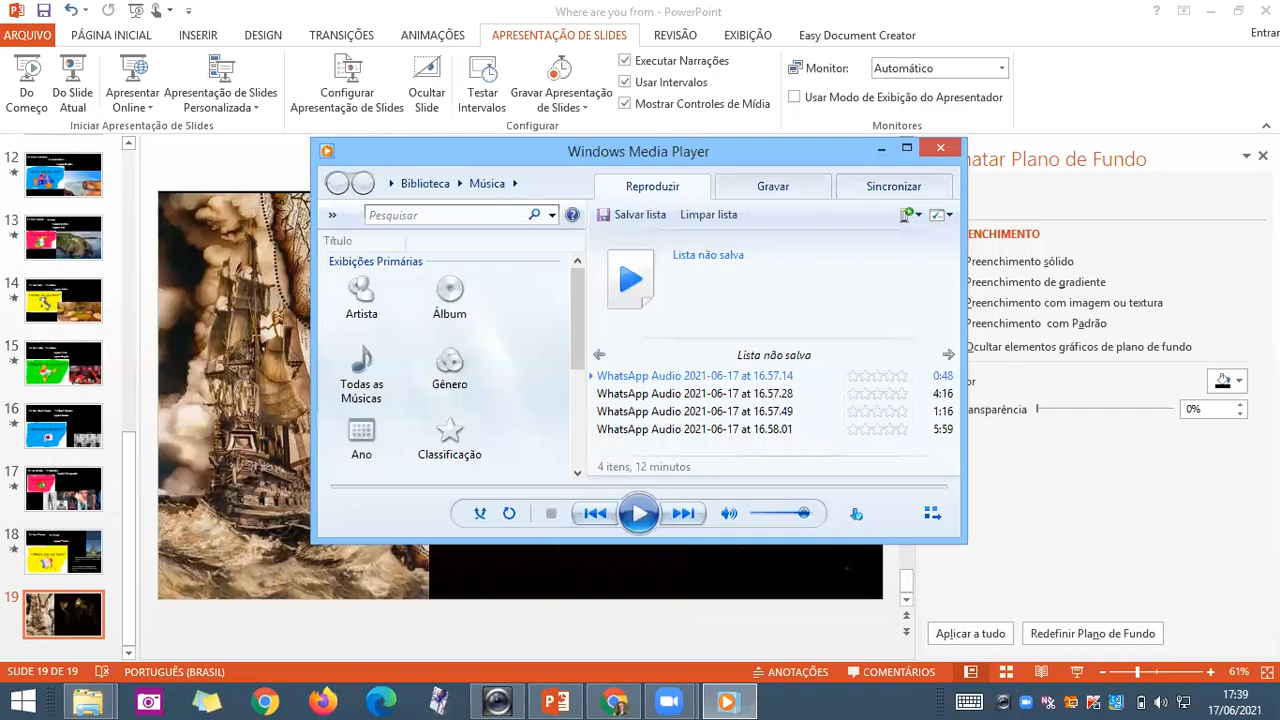 Where are you from - PowerPoint
ARQUIVO PÁGINA INICIAL INSERIR DESIGN TRANSIÇÕES ANIMAÇÕES APRESENTAÇÃO DE SLIDES REVISÃO EXIBIÇÃO Easy Document Creator Entrar
Do Começo
Do Slide Atual
Apresentar Online
Apresentação de Slides Personalizada
Iniciar Apresentação de Slides
Configurar Apresentação de Slides
Ocultar Slide
Testar Intervalos
Gravar Apresentação de Slides
Executar Narrações
Usar Intervalos
Mostrar Controles de Mídia
Configurar
Monitor: Automático
Usar Modo de Exibição do Apresentador
Monitores
12
13
14
15
16
17
18
19
Windows Media Player
Biblioteca Música
Reproduzir Gravar Sincronizar
» Pesquisar
Salvar lista Limpar lista
Título
Exibições Primárias
Artista Álbum
Todas as Músicas
Gênero
Ano Classificação
Lista não salva
Lista não salva
WhatsApp Audio 2021-06-17 at 16.57.14 0:48
WhatsApp Audio 2021-06-17 at 16.57.28 4:16
WhatsApp Audio 2021-06-17 at 16.57.49 1:16
WhatsApp Audio 2021-06-17 at 16.58.01 5:59
4 itens, 12 minutos
natar Plano de Fundo
ENCHIMENTO
Preenchimento sólido
Preenchimento de gradiente
Preenchimento com imagem ou textura
Preenchimento com Padrão
Ocultar elementos gráficos de plano de fundo
or
ansparência 0%
Aplicar a tudo Redefinir Plano de Fundo
SLIDE 19 DE 19 PORTUGUÊS (BRASIL) ANOTAÇÕES COMENTÁRIOS 61%
17:39
17/06/2021